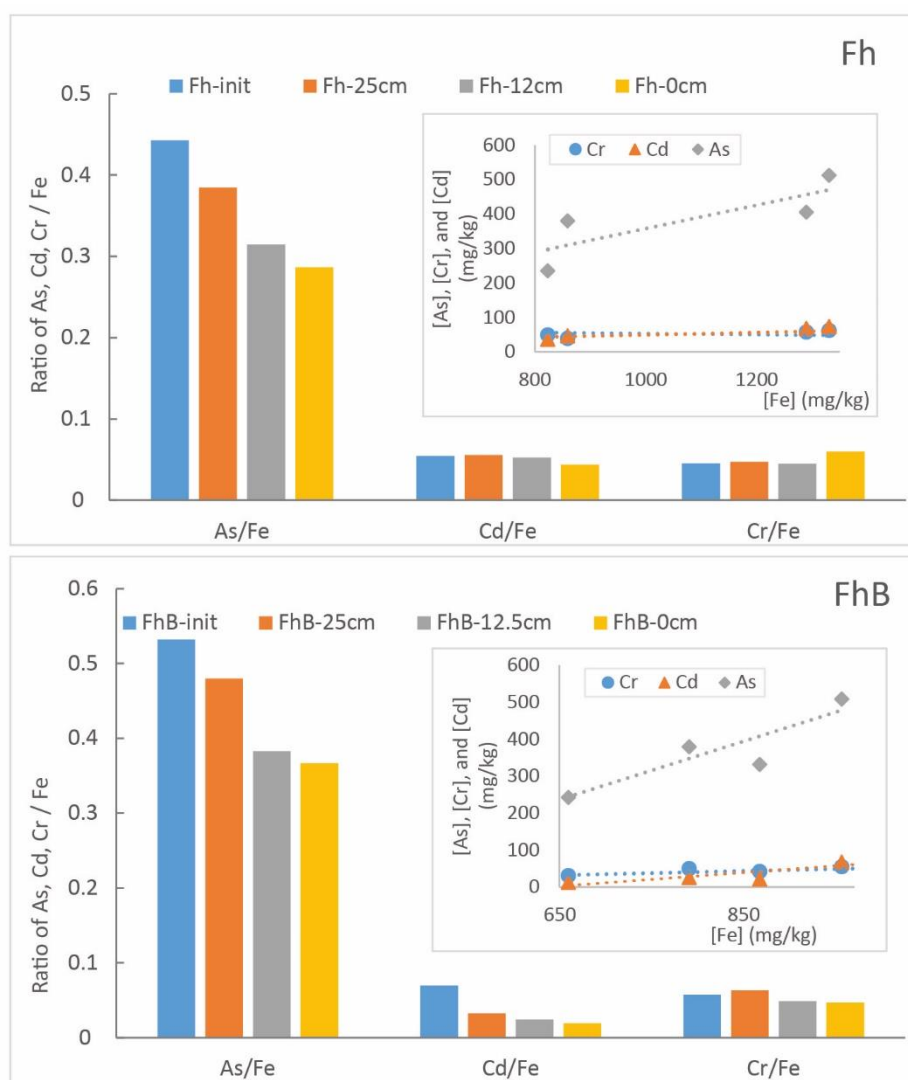 Fh
Fh-init Fh-25cm Fh-12cm Fh-0cm
Ratio of As, Cd, Cr / Fe
0.5
0.4
0.3
0.2
0.1
0
As/Fe Cd/Fe Cr/Fe
Cr Cd As
[As], [Cr], and [Cd]
(mg/kg)
600
500
400
300
200
100
0
800 1000 1200
[Fe] (mg/kg)
FhB
FhB-init FhB-25cm FhB-12.5cm FhB-0cm
Ratio of As, Cd, Cr / Fe
0.6
0.5
0.4
0.3
0.2
0.1
0
As/Fe Cd/Fe Cr/Fe
Cr Cd As
[As], [Cr], and [Cd]
(mg/kg)
600
500
400
300
200
100
0
650 850
[Fe] (mg/kg)